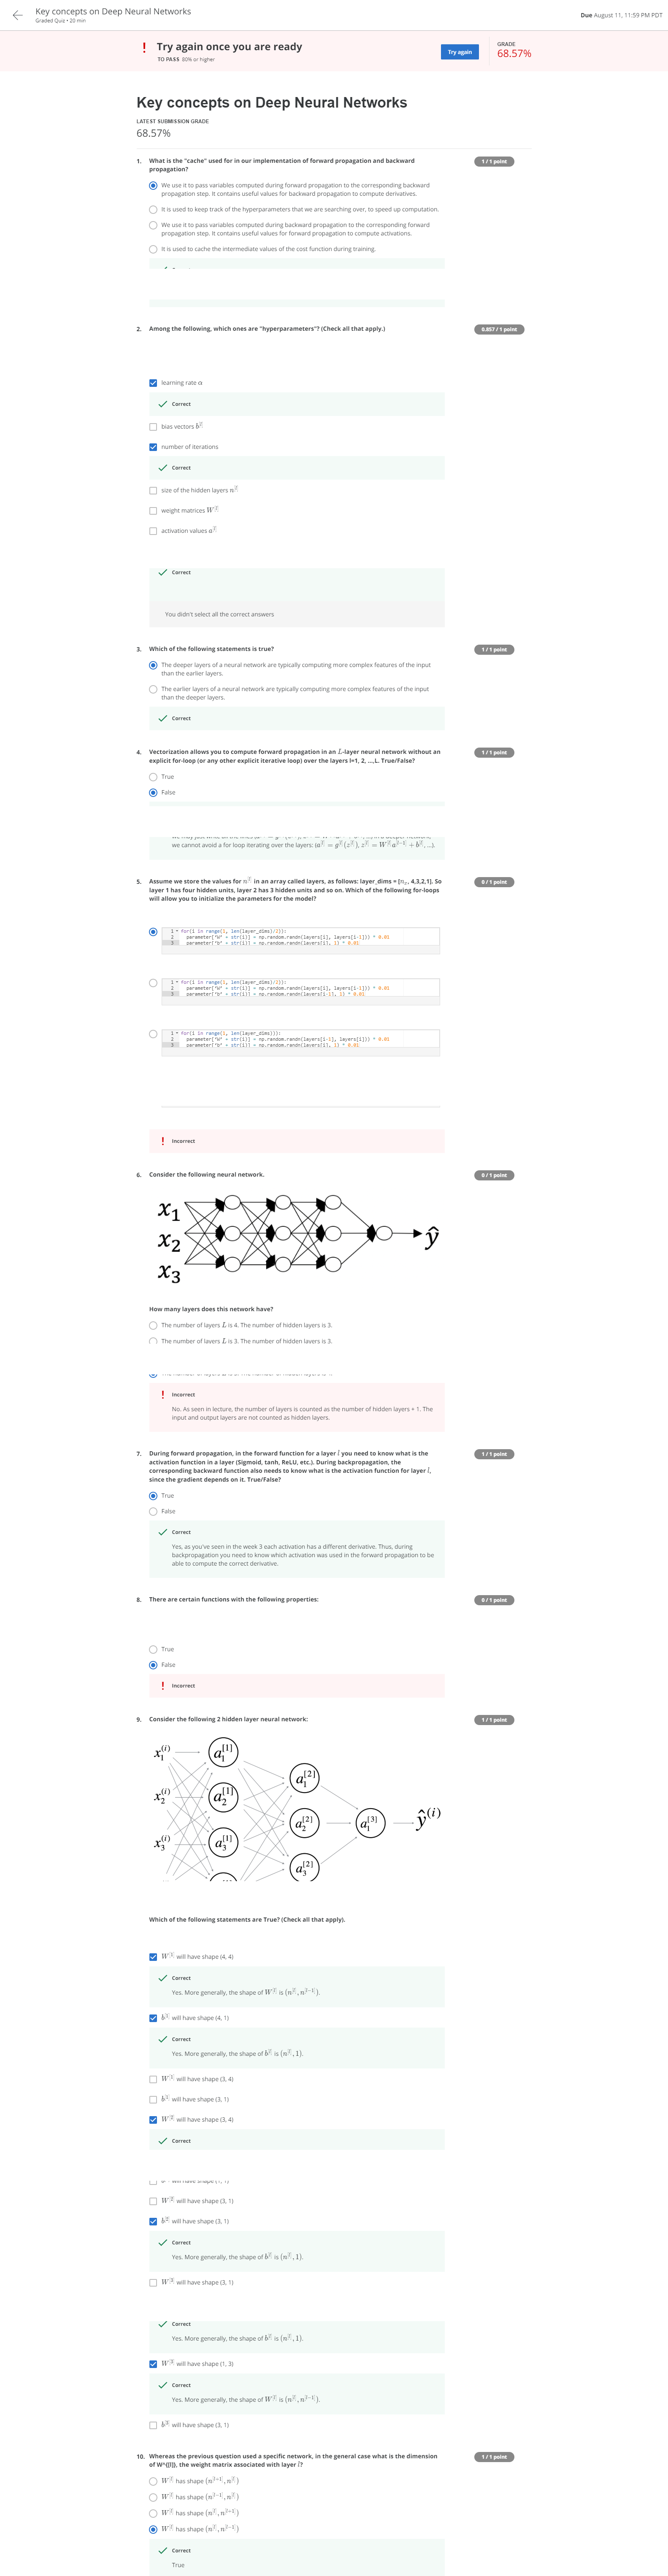 Key concepts on Deep Neural Networks
Graded Quiz • 20 min
Due August 11, 11:59 PM PDT
Try again once you are ready
TO PASS 80% or higher
Try again
GRADE
68.57%
Key concepts on Deep Neural Networks
LATEST SUBMISSION GRADE
68.57%
1. What is the "cache" used for in our implementation of forward propagation and backward
propagation?
1 / 1 point
We use it to pass variables computed during forward propagation to the corresponding backward
propagation step. It contains useful values for backward propagation to compute derivatives.
It is used to keep track of the hyperparameters that we are searching over, to speed up computation.
We use it to pass variables computed during backward propagation to the corresponding forward
propagation step. It contains useful values for forward propagation to compute activations.
It is used to cache the intermediate values of the cost function during training.
2. Among the following, which ones are "hyperparameters"? (Check all that apply.)
0.857 / 1 point
learning rate α
Correct
bias vectors b^[l]
number of iterations
Correct
size of the hidden layers n^[l]
weight matrices W^[l]
activation values a^[l]
Correct
You didn't select all the correct answers
3. Which of the following statements is true?
1 / 1 point
The deeper layers of a neural network are typically computing more complex features of the input
than the earlier layers.
The earlier layers of a neural network are typically computing more complex features of the input
than the deeper layers.
Correct
4. Vectorization allows you to compute forward propagation in an L-layer neural network without an
explicit for-loop (or any other explicit iterative loop) over the layers l=1, 2, …,L. True/False?
1 / 1 point
True
False
we cannot avoid a for loop iterating over the layers: (a^[l] = g^[l](z^[l]), z^[l] = W^[l]a^[l-1] + b^[l], ...).
5. Assume we store the values for n^[l] in an array called layers, as follows: layer_dims = [n_x, 4,3,2,1]. So
layer 1 has four hidden units, layer 2 has 3 hidden units and so on. Which of the following for-loops
will allow you to initialize the parameters for the model?
0 / 1 point
1 for(i in range(1, len(layer_dims)/2)):
2 parameter['W' + str(i)] = np.random.randn(layers[i], layers[i-1])) * 0.01
3 parameter['b' + str(i)] = np.random.randn(layers[i], 1) * 0.01
1 for(i in range(1, len(layer_dims)/2)):
2 parameter['W' + str(i)] = np.random.randn(layers[i], layers[i-1])) * 0.01
3 parameter['b' + str(i)] = np.random.randn(layers[i-1], 1) * 0.01
1 for(i in range(1, len(layer_dims))):
2 parameter['W' + str(i)] = np.random.randn(layers[i-1], layers[i])) * 0.01
3 parameter['b' + str(i)] = np.random.randn(layers[i], 1) * 0.01
Incorrect
6. Consider the following neural network.
0 / 1 point
x1
x2
x3
ŷ
How many layers does this network have?
The number of layers L is 4. The number of hidden layers is 3.
The number of layers L is 3. The number of hidden layers is 3.
Incorrect
No. As seen in lecture, the number of layers is counted as the number of hidden layers + 1. The
input and output layers are not counted as hidden layers.
7. During forward propagation, in the forward function for a layer l you need to know what is the
activation function in a layer (Sigmoid, tanh, ReLU, etc.). During backpropagation, the
corresponding backward function also needs to know what is the activation function for layer l,
since the gradient depends on it. True/False?
1 / 1 point
True
False
Correct
Yes, as you've seen in the week 3 each activation has a different derivative. Thus, during
backpropagation you need to know which activation was used in the forward propagation to be
able to compute the correct derivative.
8. There are certain functions with the following properties:
0 / 1 point
True
False
Incorrect
9. Consider the following 2 hidden layer neural network:
1 / 1 point
x1^(i) a1^[1]
a1^[2]
x2^(i) a2^[1]
a2^[2] a1^[3] ŷ^(i)
x3^(i) a3^[1]
a3^[2]
Which of the following statements are True? (Check all that apply).
W^[1] will have shape (4, 4)
Correct
Yes. More generally, the shape of W^[l] is (n^[l], n^[l-1]).
b^[1] will have shape (4, 1)
Correct
Yes. More generally, the shape of b^[l] is (n^[l], 1).
W^[1] will have shape (3, 4)
b^[1] will have shape (3, 1)
W^[2] will have shape (3, 4)
Correct
W^[2] will have shape (3, 1)
b^[2] will have shape (3, 1)
Correct
Yes. More generally, the shape of b^[l] is (n^[l], 1).
W^[3] will have shape (3, 1)
Correct
Yes. More generally, the shape of b^[l] is (n^[l], 1).
W^[3] will have shape (1, 3)
Correct
Yes. More generally, the shape of W^[l] is (n^[l], n^[l-1]).
b^[3] will have shape (3, 1)
10. Whereas the previous question used a specific network, in the general case what is the dimension
of W^{[l]}, the weight matrix associated with layer l?
1 / 1 point
W^[l] has shape (n^[l+1], n^[l])
W^[l] has shape (n^[l-1], n^[l])
W^[l] has shape (n^[l], n^[l+1])
W^[l] has shape (n^[l], n^[l-1])
Correct
True